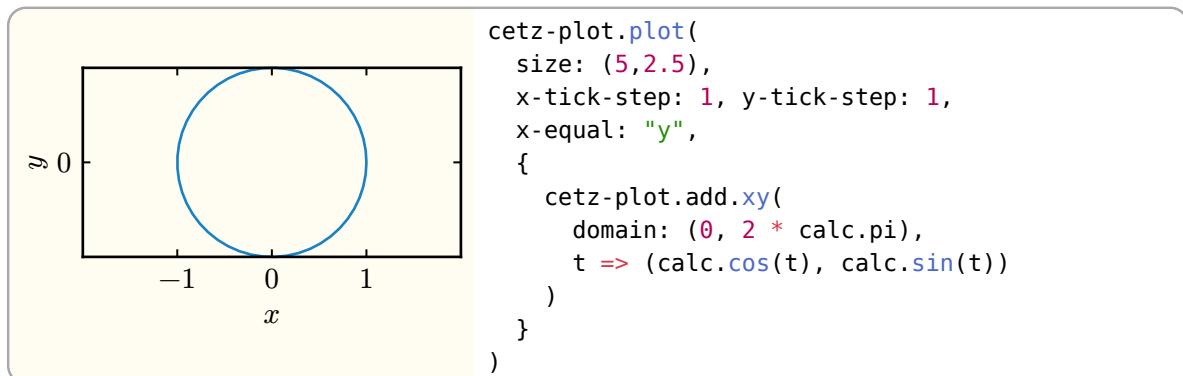 y 0
−1 0 1
x
cetz-plot.plot(
  size: (5,2.5),
  x-tick-step: 1, y-tick-step: 1,
  x-equal: "y",
  {
    cetz-plot.add.xy(
      domain: (0, 2 * calc.pi),
      t => (calc.cos(t), calc.sin(t))
    )
  }
)